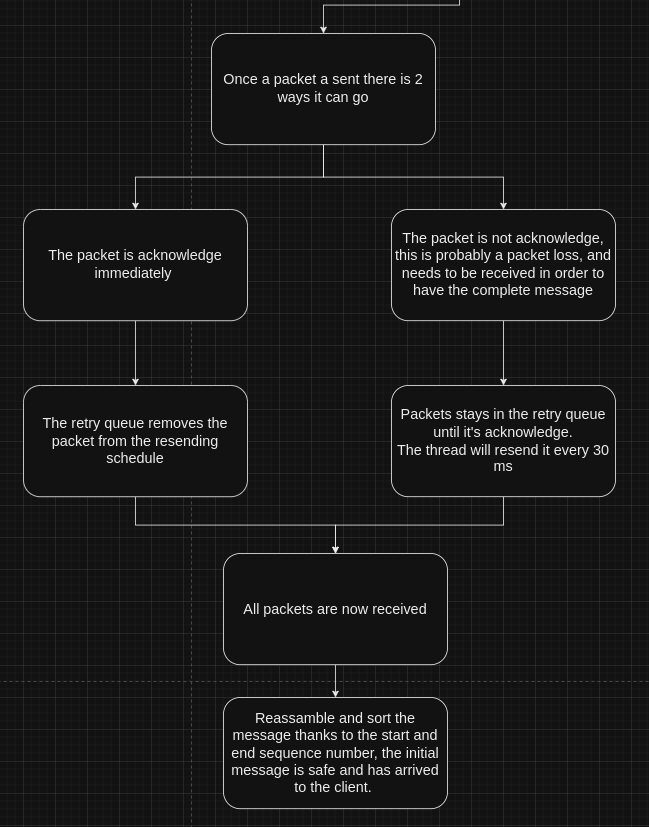 Once a packet a sent there is 2
ways it can go
The packet is acknowledge
immediately
The packet is not acknowledge,
this is probably a packet loss, and
needs to be received in order to
have the complete message
The retry queue removes the
packet from the resending
schedule
Packets stays in the retry queue
until it's acknowledge.
The thread will resend it every 30
ms
All packets are now received
Reassamble and sort the
message thanks to the start and
end sequence number, the initial
message is safe and has arrived
to the client.